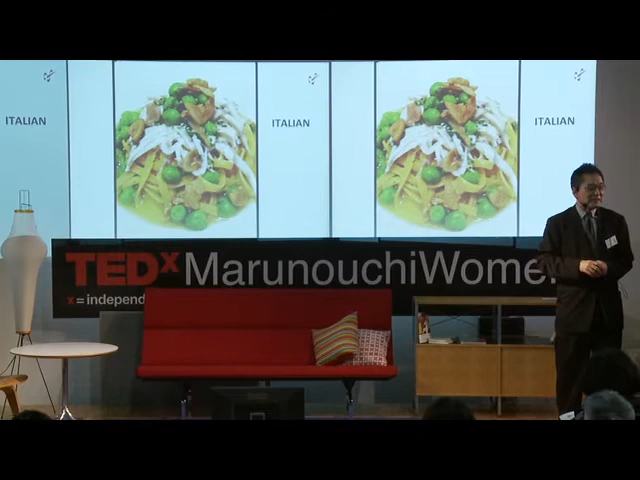 ITALIAN
ITALIAN
ITALIAN
TEDx MarunouchiWome
x = independ